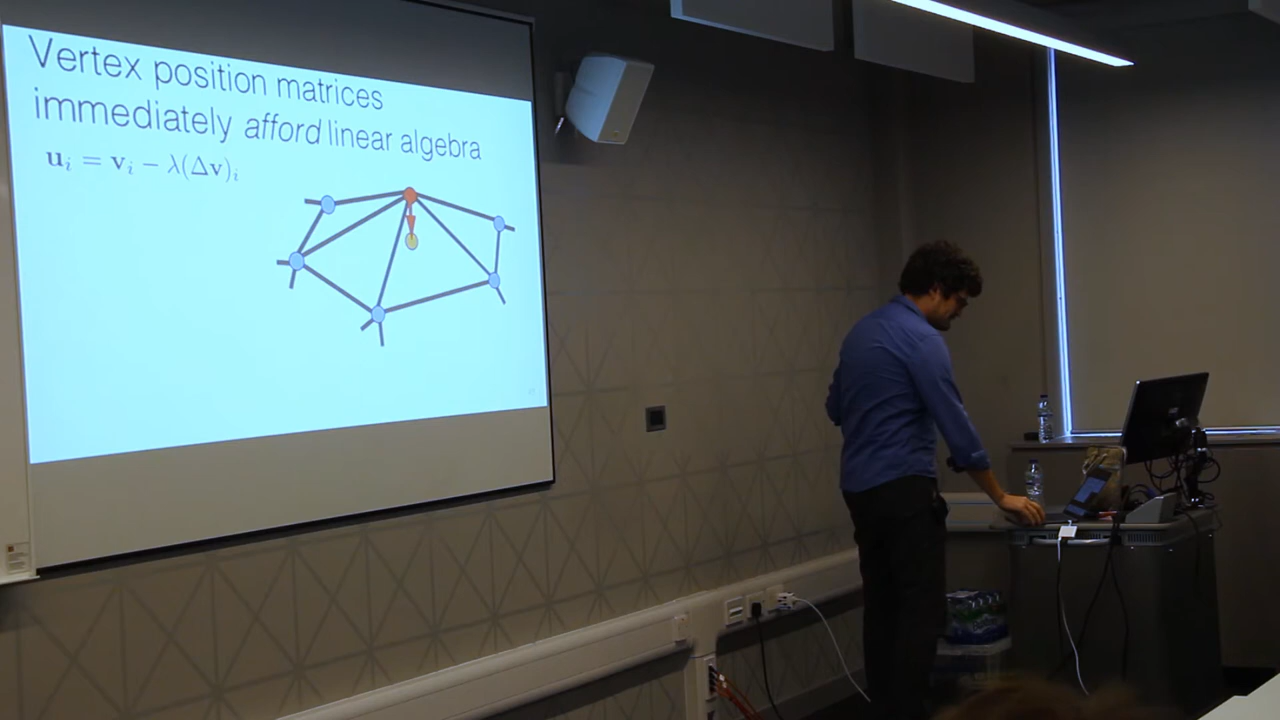 Vertex position matrices
immediately afford linear algebra
𝐮ᵢ = 𝐯ᵢ − λ(Δ𝐯)ᵢ